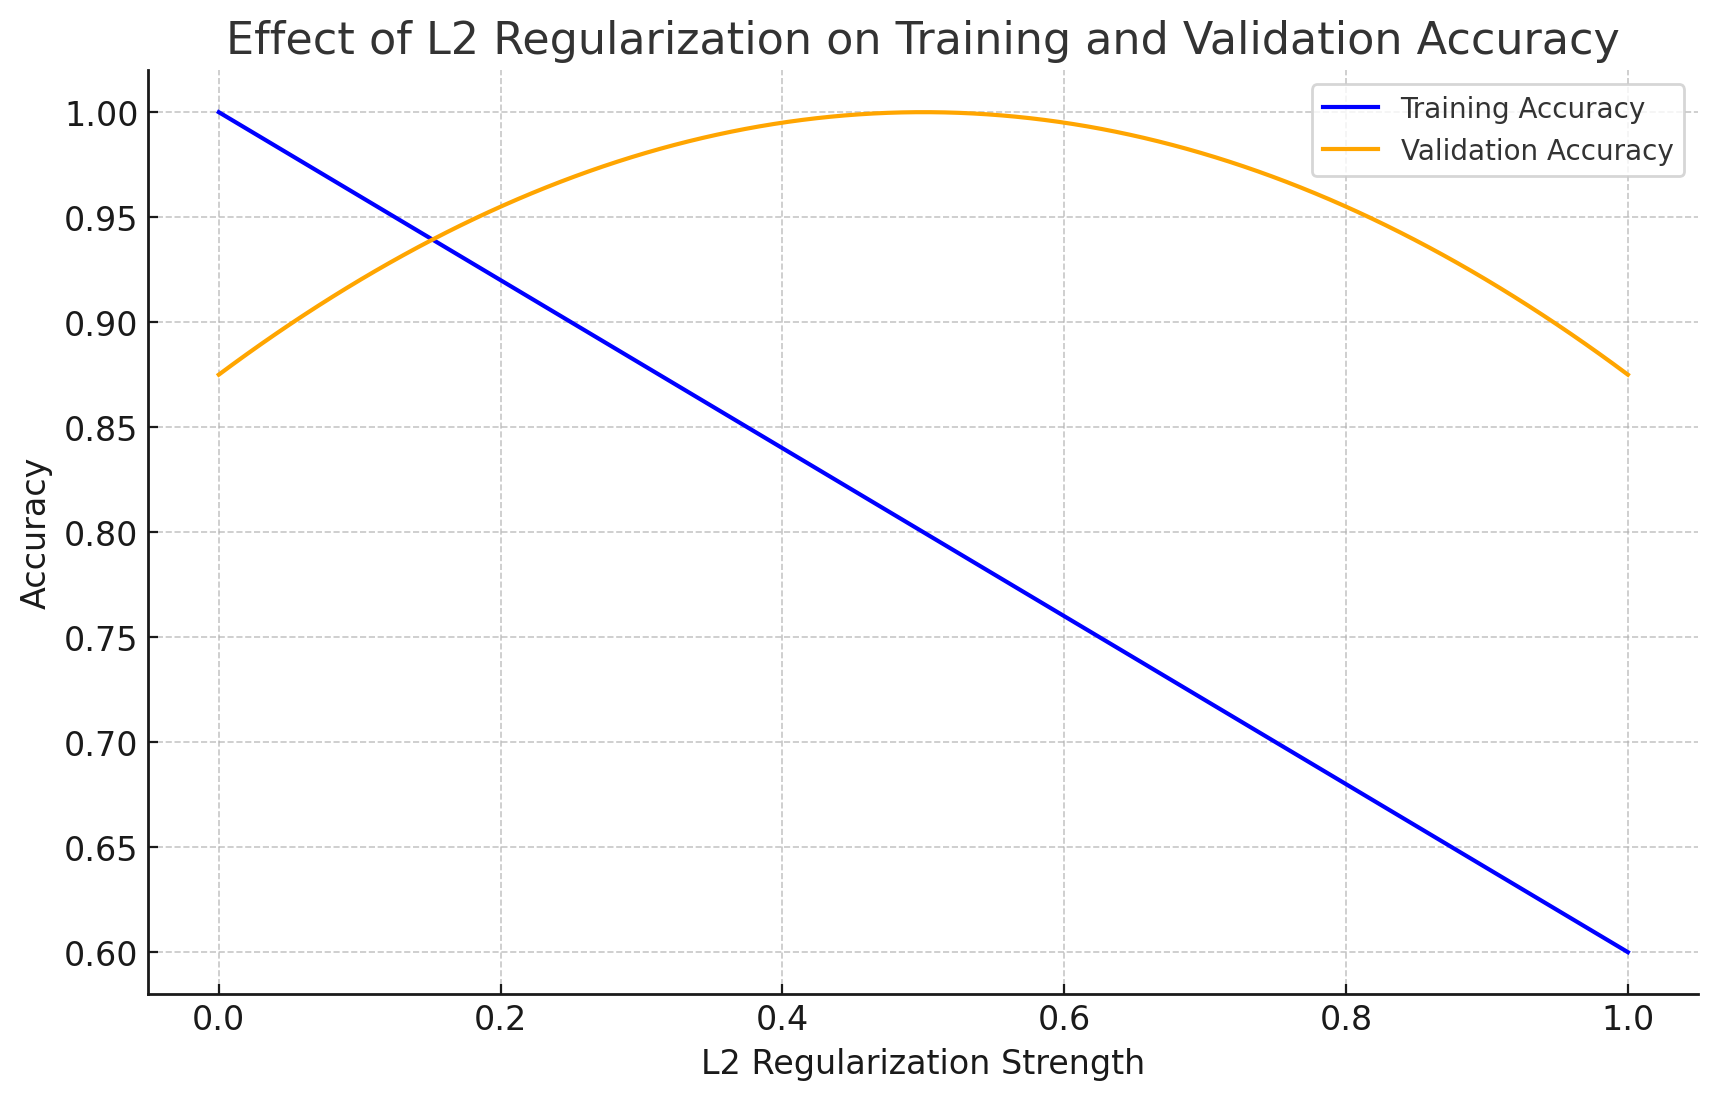 Effect of L2 Regularization on Training and Validation Accuracy
Training Accuracy
Validation Accuracy
1.00
0.95
0.90
0.85
0.80
0.75
0.70
0.65
0.60
Accuracy
0.0 0.2 0.4 0.6 0.8 1.0
L2 Regularization Strength